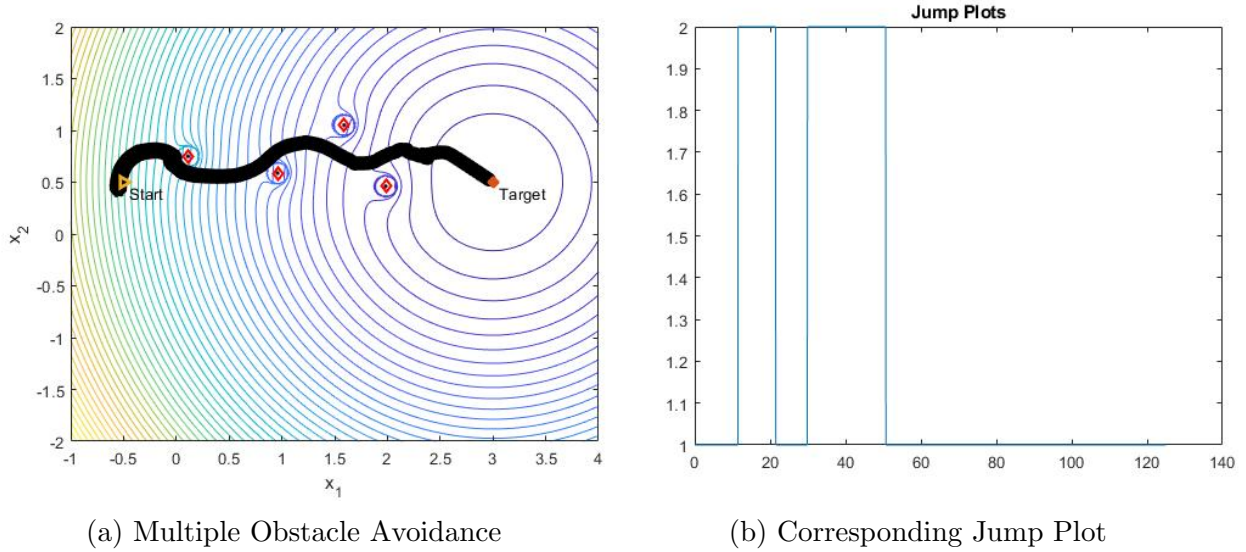 2
1.5
1
0.5
0
-0.5
-1
-1.5
-2
x2
-1 -0.5 0 0.5 1 1.5 2 2.5 3 3.5 4
x1
Start
Target
(a) Multiple Obstacle Avoidance
Jump Plots
2
1.9
1.8
1.7
1.6
1.5
1.4
1.3
1.2
1.1
1
0 20 40 60 80 100 120 140
(b) Corresponding Jump Plot